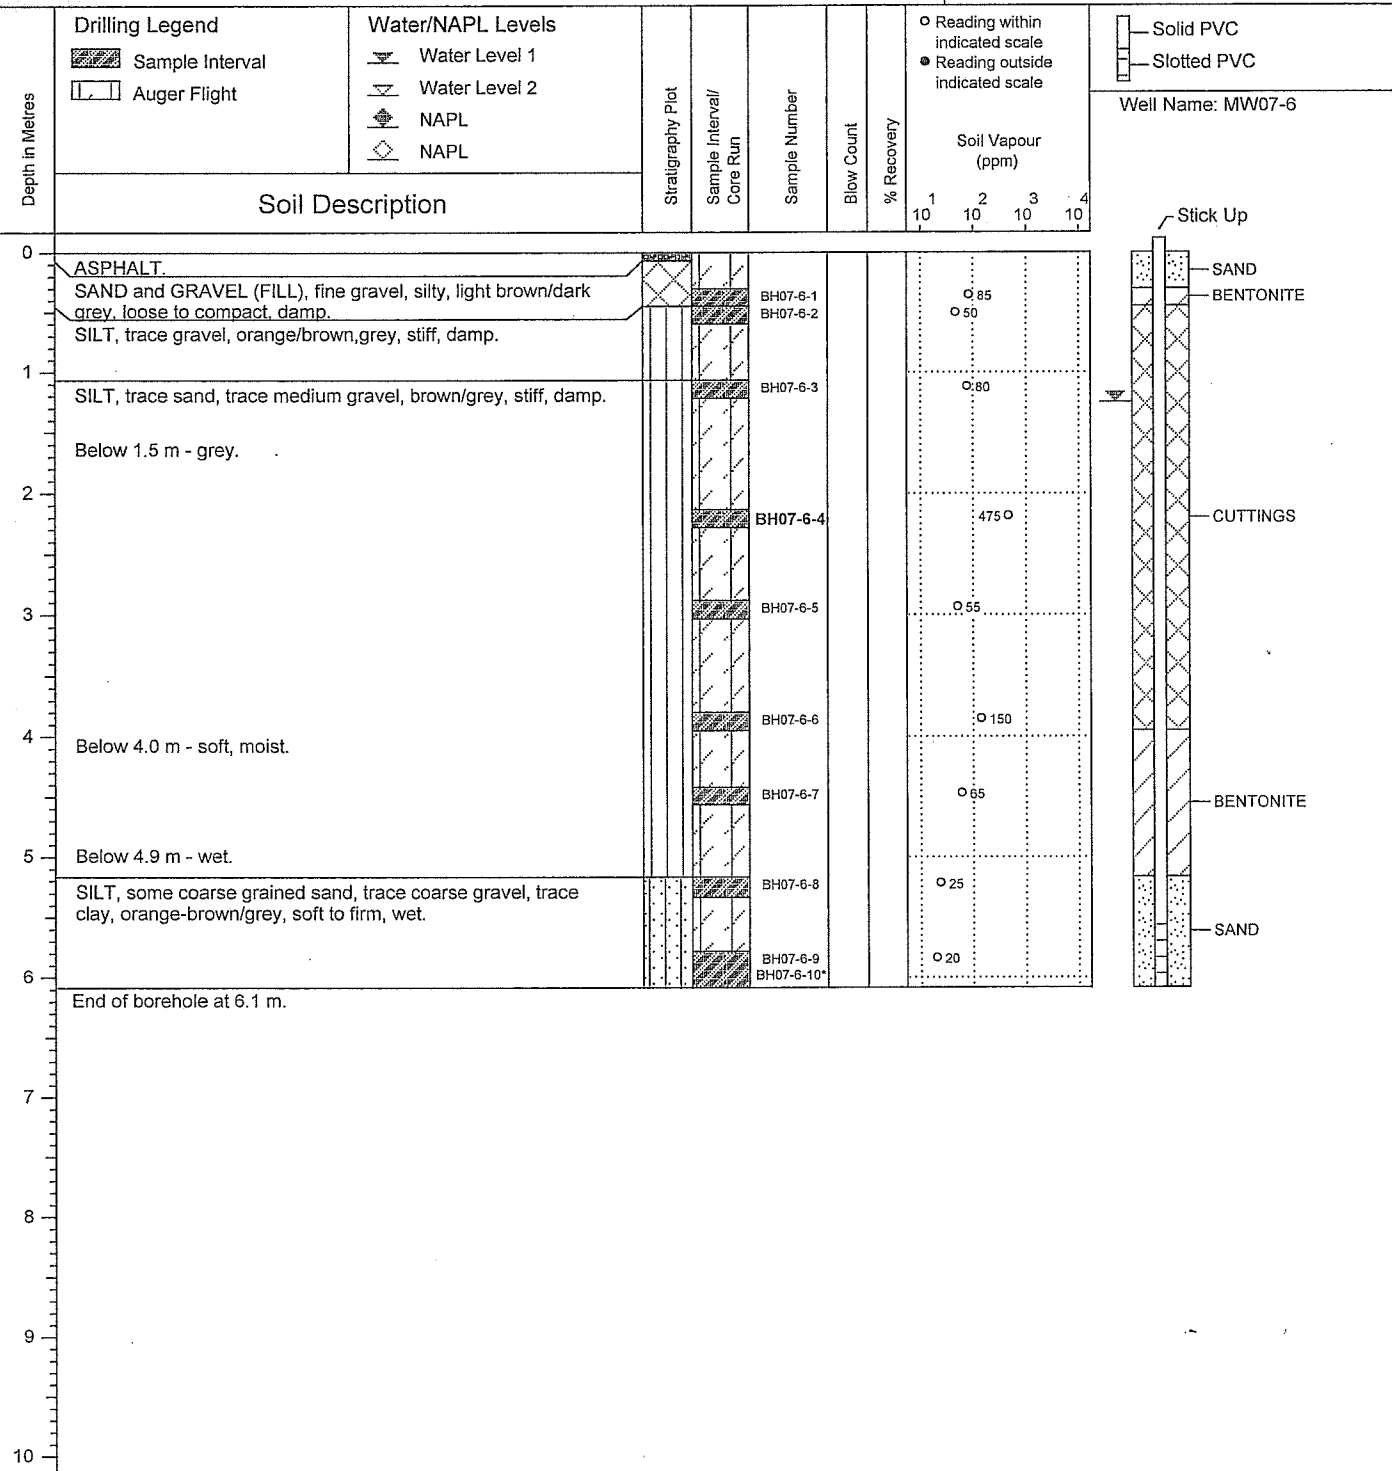 Drilling Legend
Sample Interval
Auger Flight
Water/NAPL Levels
Water Level 1
Water Level 2
NAPL
NAPL
Depth in Metres
Soil Description
Stratigraphy Plot
Sample Interval/
Core Run
Sample Number
Blow Count
% Recovery
Reading within
indicated scale
Reading outside
indicated scale
Soil Vapour
(ppm)
10 1 10 2 10 3 10 4
Solid PVC
Slotted PVC
Well Name: MW07-6
Stick Up
0
ASPHALT.
SAND and GRAVEL (FILL), fine gravel, silty, light brown/dark
grey, loose to compact, damp.
SILT, trace gravel, orange/brown,grey, stiff, damp.
1
SILT, trace sand, trace medium gravel, brown/grey, stiff, damp.
Below 1.5 m - grey.
2
3
4
Below 4.0 m - soft, moist.
5
Below 4.9 m - wet.
SILT, some coarse grained sand, trace coarse gravel, trace
clay, orange-brown/grey, soft to firm, wet.
6
End of borehole at 6.1 m.
7
8
9
10
BH07-6-1
BH07-6-2
BH07-6-3
BH07-6-4
BH07-6-5
BH07-6-6
BH07-6-7
BH07-6-8
BH07-6-9
BH07-6-10*
85
50
80
475
55
150
65
25
20
SAND
BENTONITE
CUTTINGS
BENTONITE
SAND